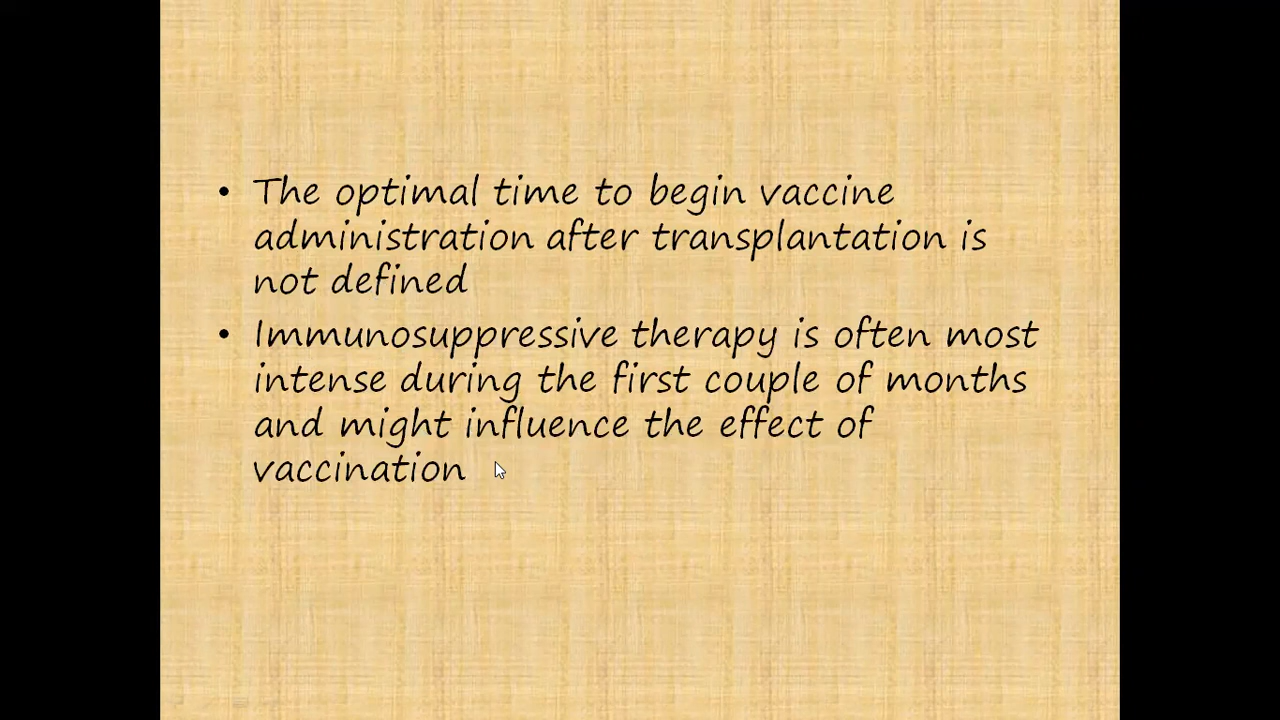 • The optimal time to begin vaccine
administration after transplantation is
not defined
• Immunosuppressive therapy is often most
intense during the first couple of months
and might influence the effect of
vaccination